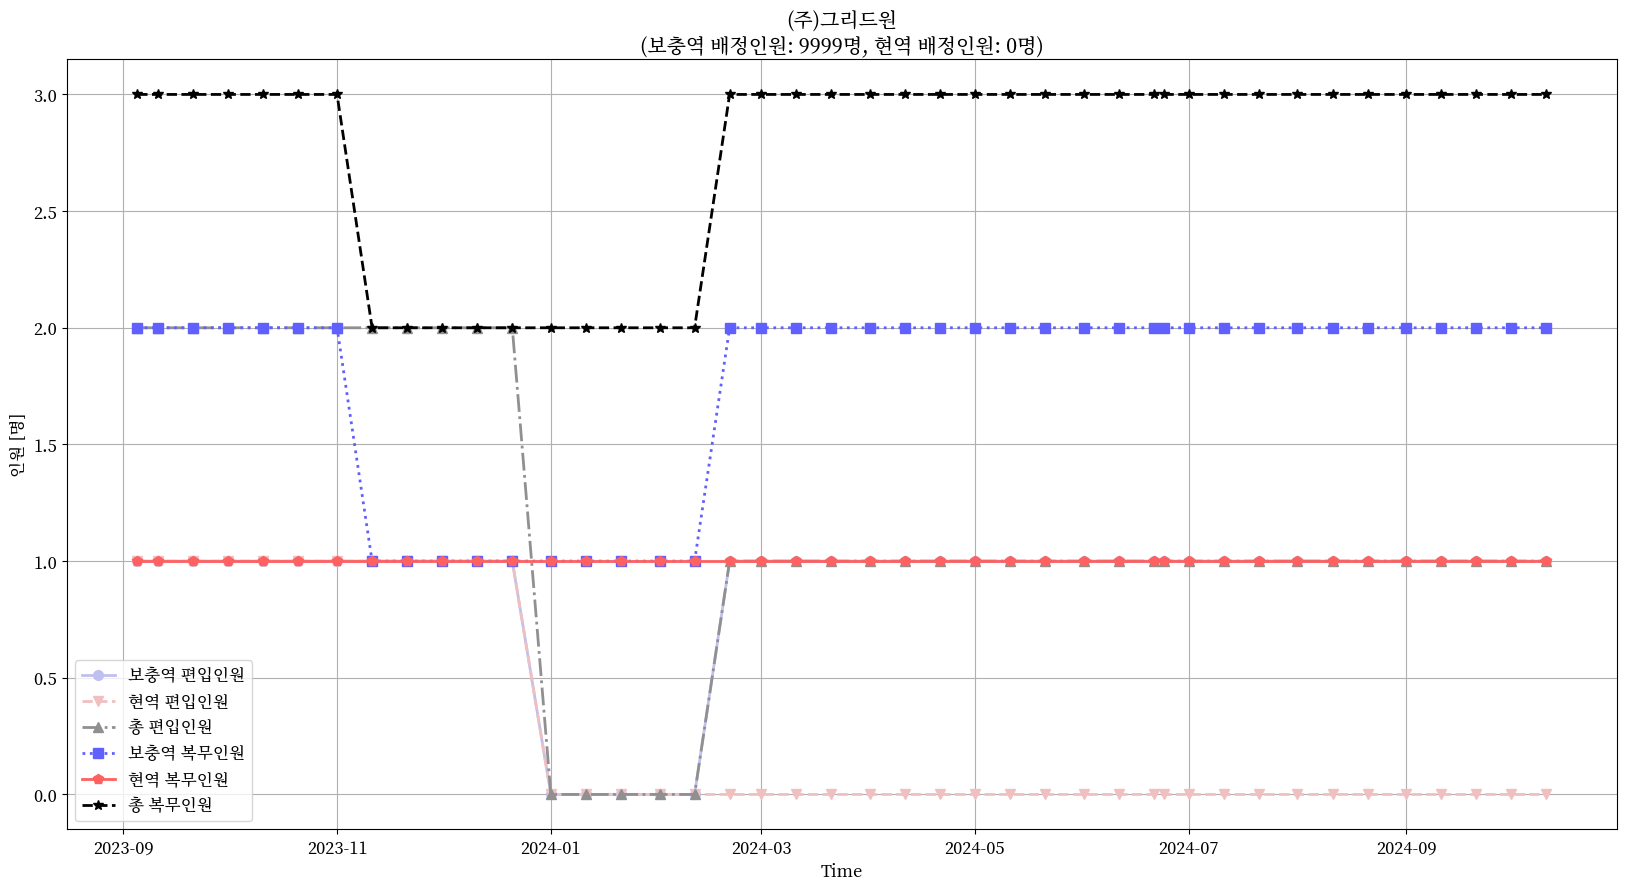 (주)그리드원
(보충역 배정인원: 9999명, 현역 배정인원: 0명)
인원 [명]
3.0
2.5
2.0
1.5
1.0
0.5
0.0
보충역 편입인원
현역 편입인원
총 편입인원
보충역 복무인원
현역 복무인원
총 복무인원
2023-09 2023-11 2024-01 2024-03 2024-05 2024-07 2024-09
Time